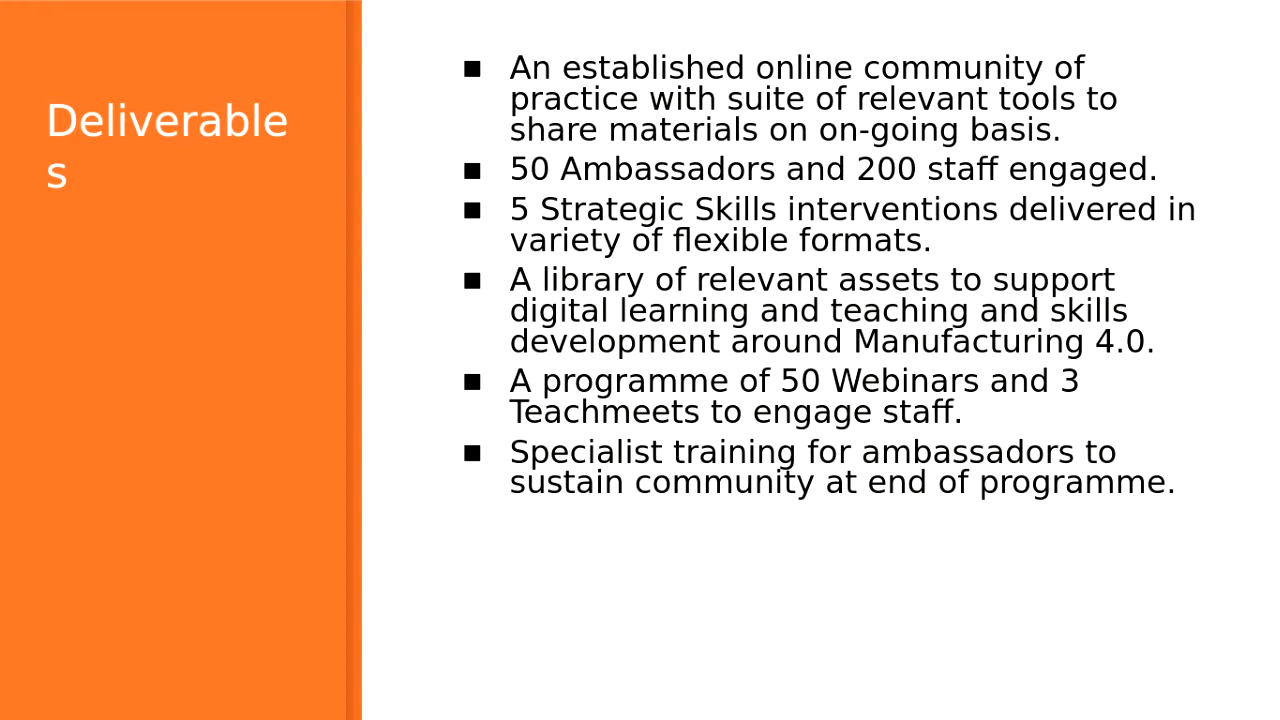 Deliverable
s
■ An established online community of
practice with suite of relevant tools to
share materials on on-going basis.
■ 50 Ambassadors and 200 staff engaged.
■ 5 Strategic Skills interventions delivered in
variety of flexible formats.
■ A library of relevant assets to support
digital learning and teaching and skills
development around Manufacturing 4.0.
■ A programme of 50 Webinars and 3
Teachmeets to engage staff.
■ Specialist training for ambassadors to
sustain community at end of programme.